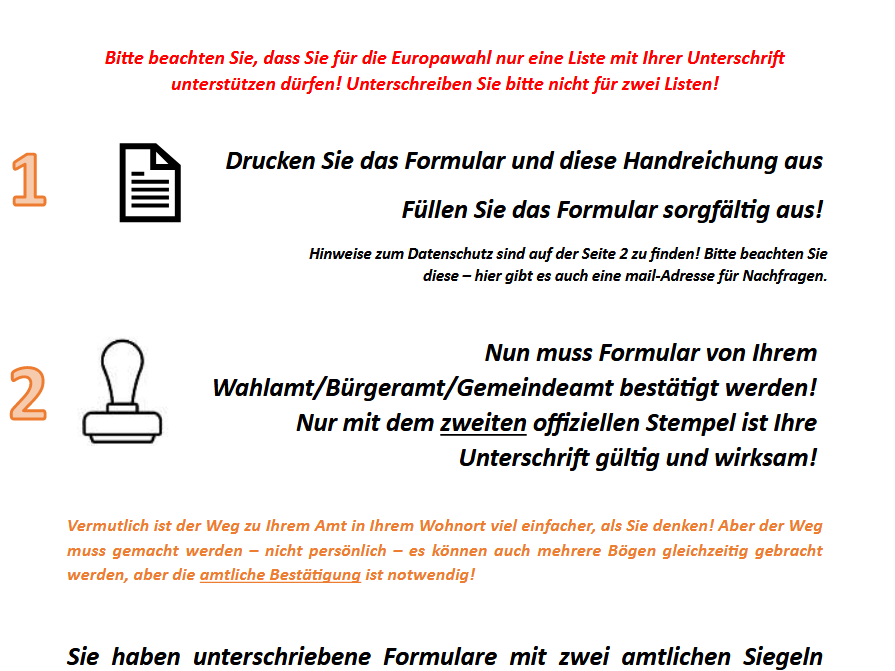 Bitte beachten Sie, dass Sie für die Europawahl nur eine Liste mit Ihrer Unterschrift
unterstützen dürfen! Unterschreiben Sie bitte nicht für zwei Listen!
1
Drucken Sie das Formular und diese Handreichung aus
Füllen Sie das Formular sorgfältig aus!
Hinweise zum Datenschutz sind auf der Seite 2 zu finden! Bitte beachten Sie
diese – hier gibt es auch eine mail-Adresse für Nachfragen.
2
Nun muss Formular von Ihrem
Wahlamt/Bürgeramt/Gemeindeamt bestätigt werden!
Nur mit dem zweiten offiziellen Stempel ist Ihre
Unterschrift gültig und wirksam!
Vermutlich ist der Weg zu Ihrem Amt in Ihrem Wohnort viel einfacher, als Sie denken! Aber der Weg
muss gemacht werden – nicht persönlich – es können auch mehrere Bögen gleichzeitig gebracht
werden, aber die amtliche Bestätigung ist notwendig!
Sie haben unterschriebene Formulare mit zwei amtlichen Siegeln